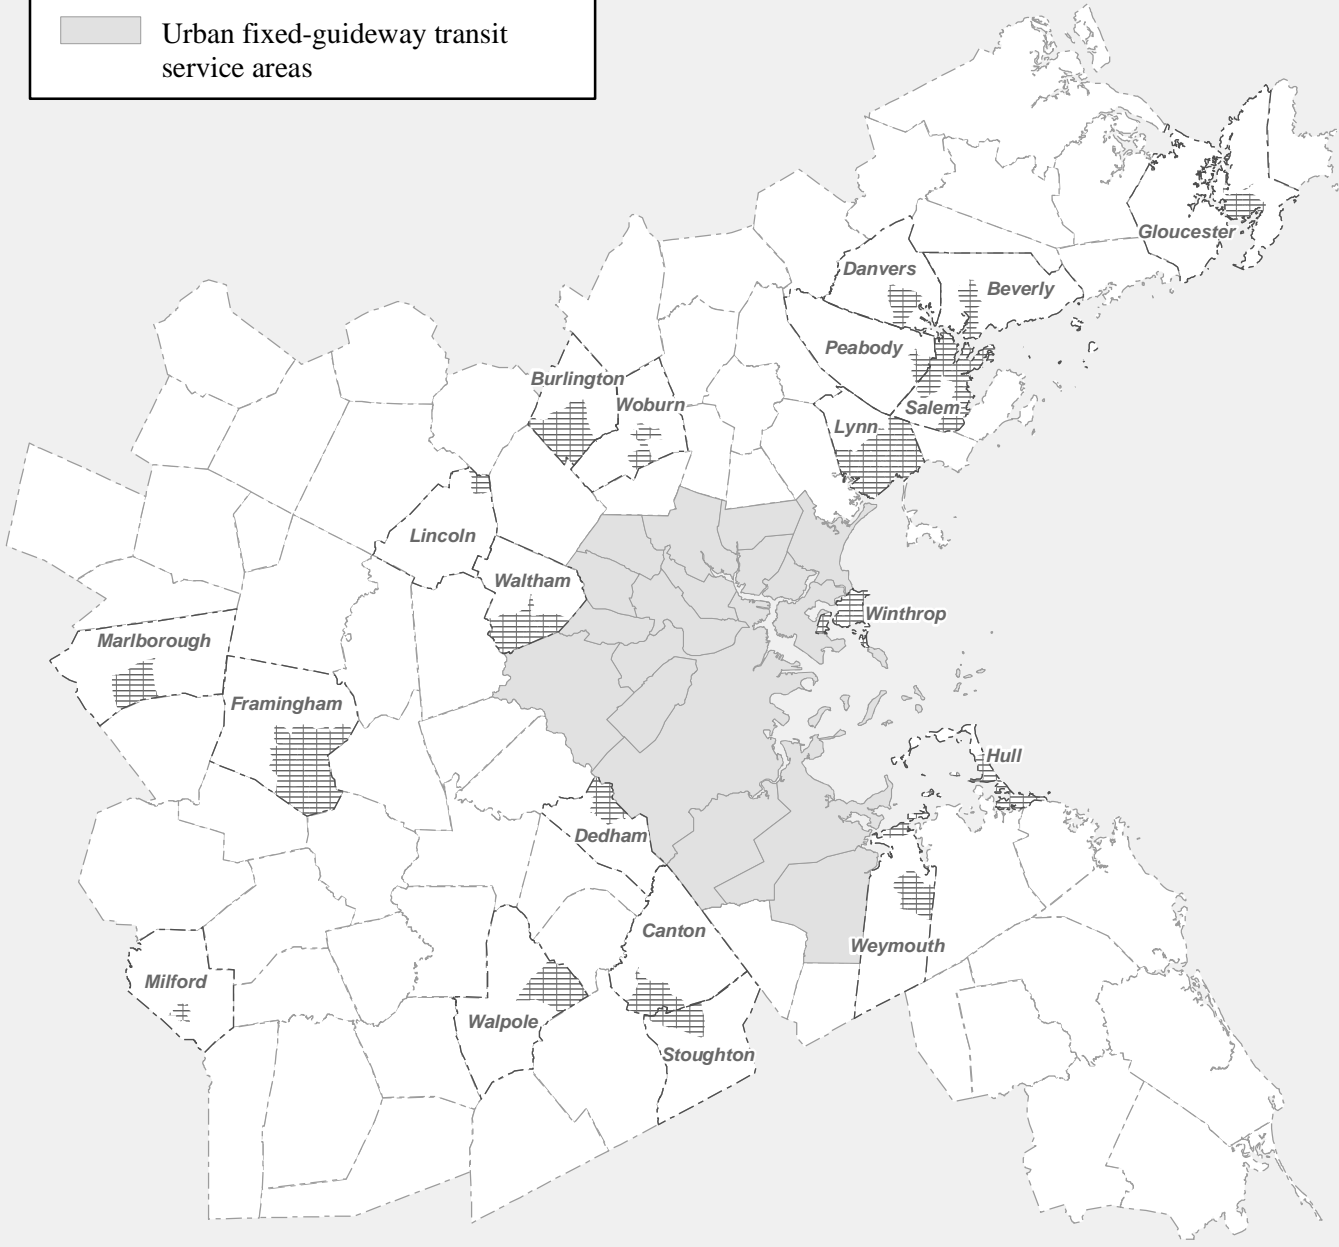 Urban fixed-guideway transit
service areas
Gloucester
Danvers
Beverly
Peabody
Burlington
Woburn
Salem
Lynn
Lincoln
Waltham
Winthrop
Marlborough
Framingham
Hull
Dedham
Canton
Weymouth
Milford
Walpole
Stoughton